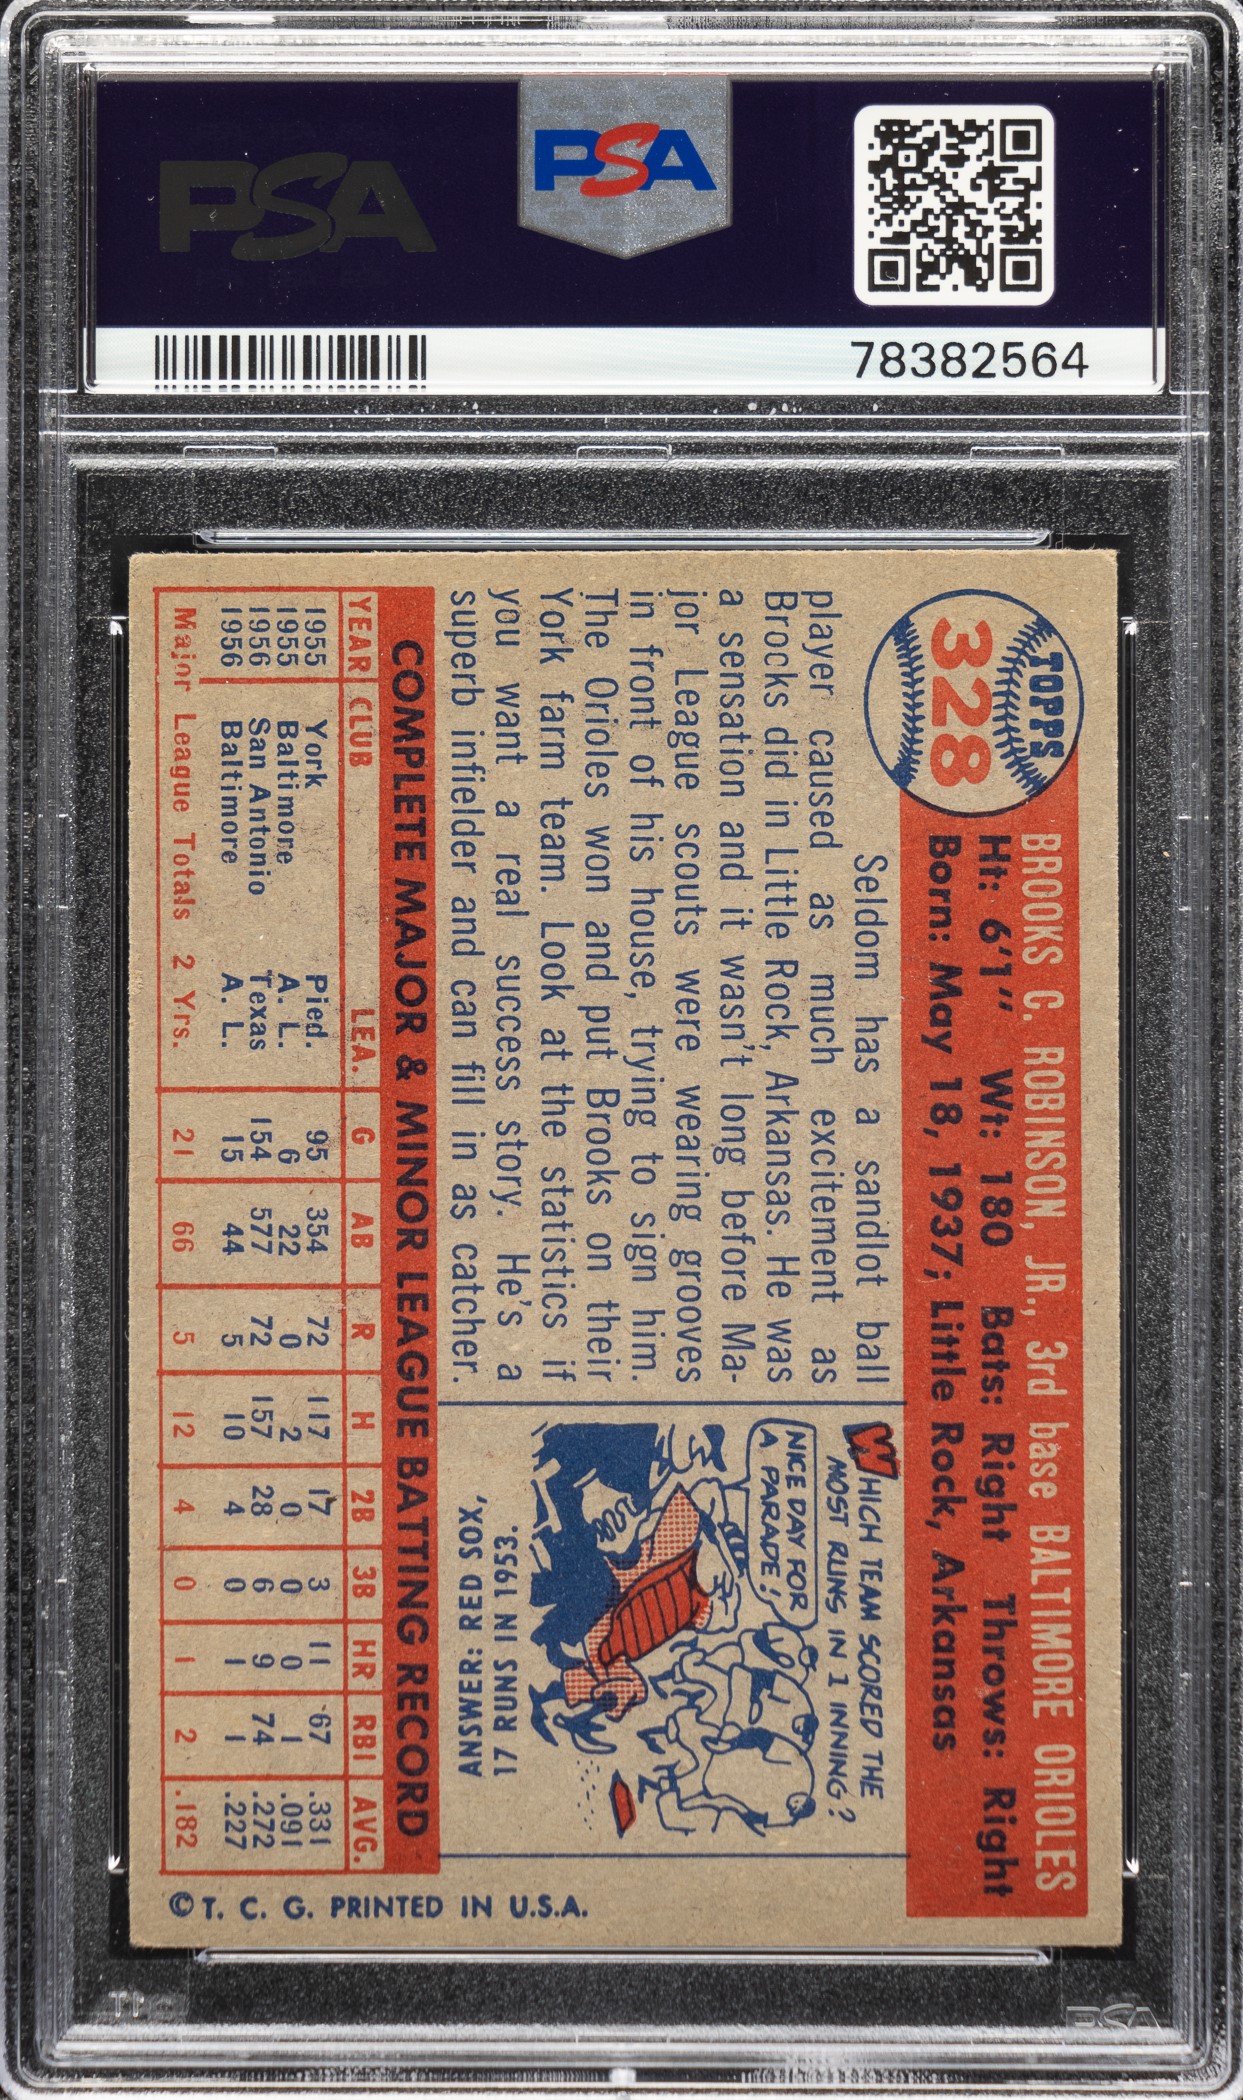 PSA
PSA
78382564
TOPPS
328
BROOKS C. ROBINSON, JR., 3rd base BALTIMORE ORIOLES
Ht: 6'1" Wt: 180 Bats: Right Throws: Right
Born: May 18, 1937; Little Rock, Arkansas
Seldom has a sandlot ball
player caused as much excitement as
Brocks did in Little Rock, Arkansas. He was
a sensation and it wasn't long before Ma-
jor League scouts were wearing grooves
in front of his house, trying to sign him.
The Orioles won and put Brooks on their
York farm team. Look at the statistics if
you want a real success story. He's a
superb infielder and can fill in as catcher.
WHICH TEAM SCORED THE
MOST RUNS IN 1 INNING?
NICE DAY FOR
A PARADE!
ANSWER: RED SOX,
17 RUNS IN 1953.
COMPLETE MAJOR & MINOR LEAGUE BATTING RECORD
YEAR CLUB LEA. G AB R H 2B 3B HR RBI AVG.
1955 York Pied. 95 354 72 117 17 3 11 67 .331
1955 Baltimore A. L. 6 22 0 2 0 0 0 1 .091
1956 San Antonio Texas 154 577 72 157 28 6 9 74 .272
1956 Baltimore A. L. 15 44 5 10 4 0 1 1 .227
Major League Totals 2 Yrs. 21 66 5 12 4 0 1 2 .182
© T. C. G. PRINTED IN U.S.A.
PSA